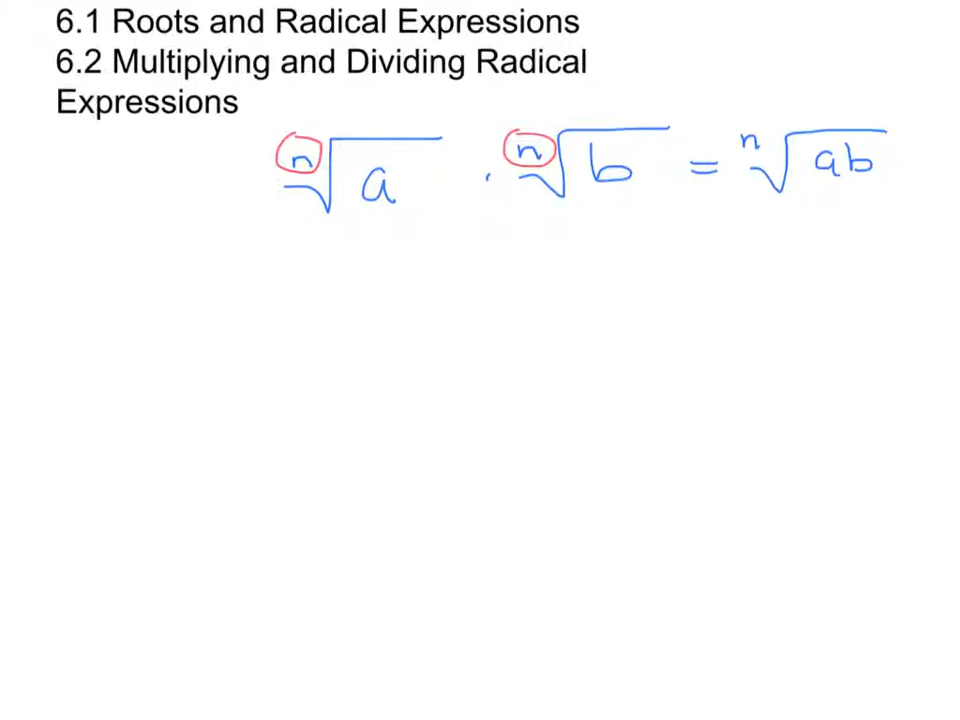 6.1 Roots and Radical Expressions
6.2 Multiplying and Dividing Radical
Expressions
ⁿ√a · ⁿ√b = ⁿ√ab